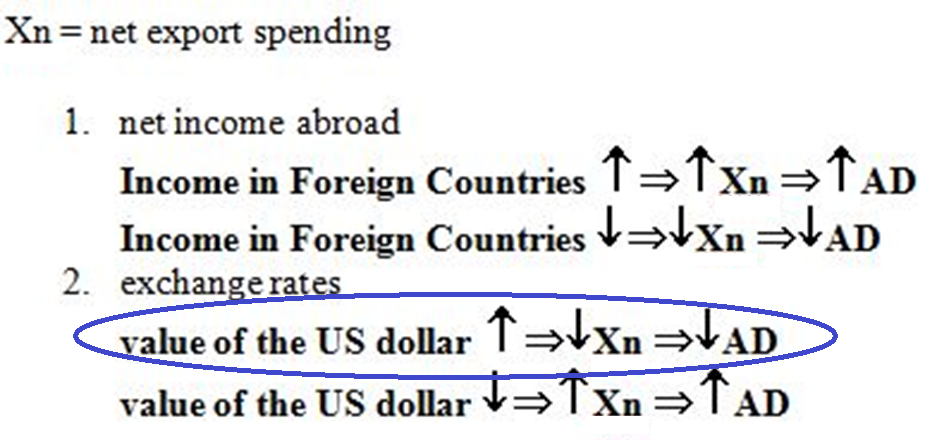 Xn = net export spending
1. net income abroad
Income in Foreign Countries ↑ ⇒ ↑ Xn ⇒ ↑ AD
Income in Foreign Countries ↓ ⇒ ↓ Xn ⇒ ↓ AD
2. exchange rates
value of the US dollar ↑ ⇒ ↓ Xn ⇒ ↓ AD
value of the US dollar ↓ ⇒ ↑ Xn ⇒ ↑ AD